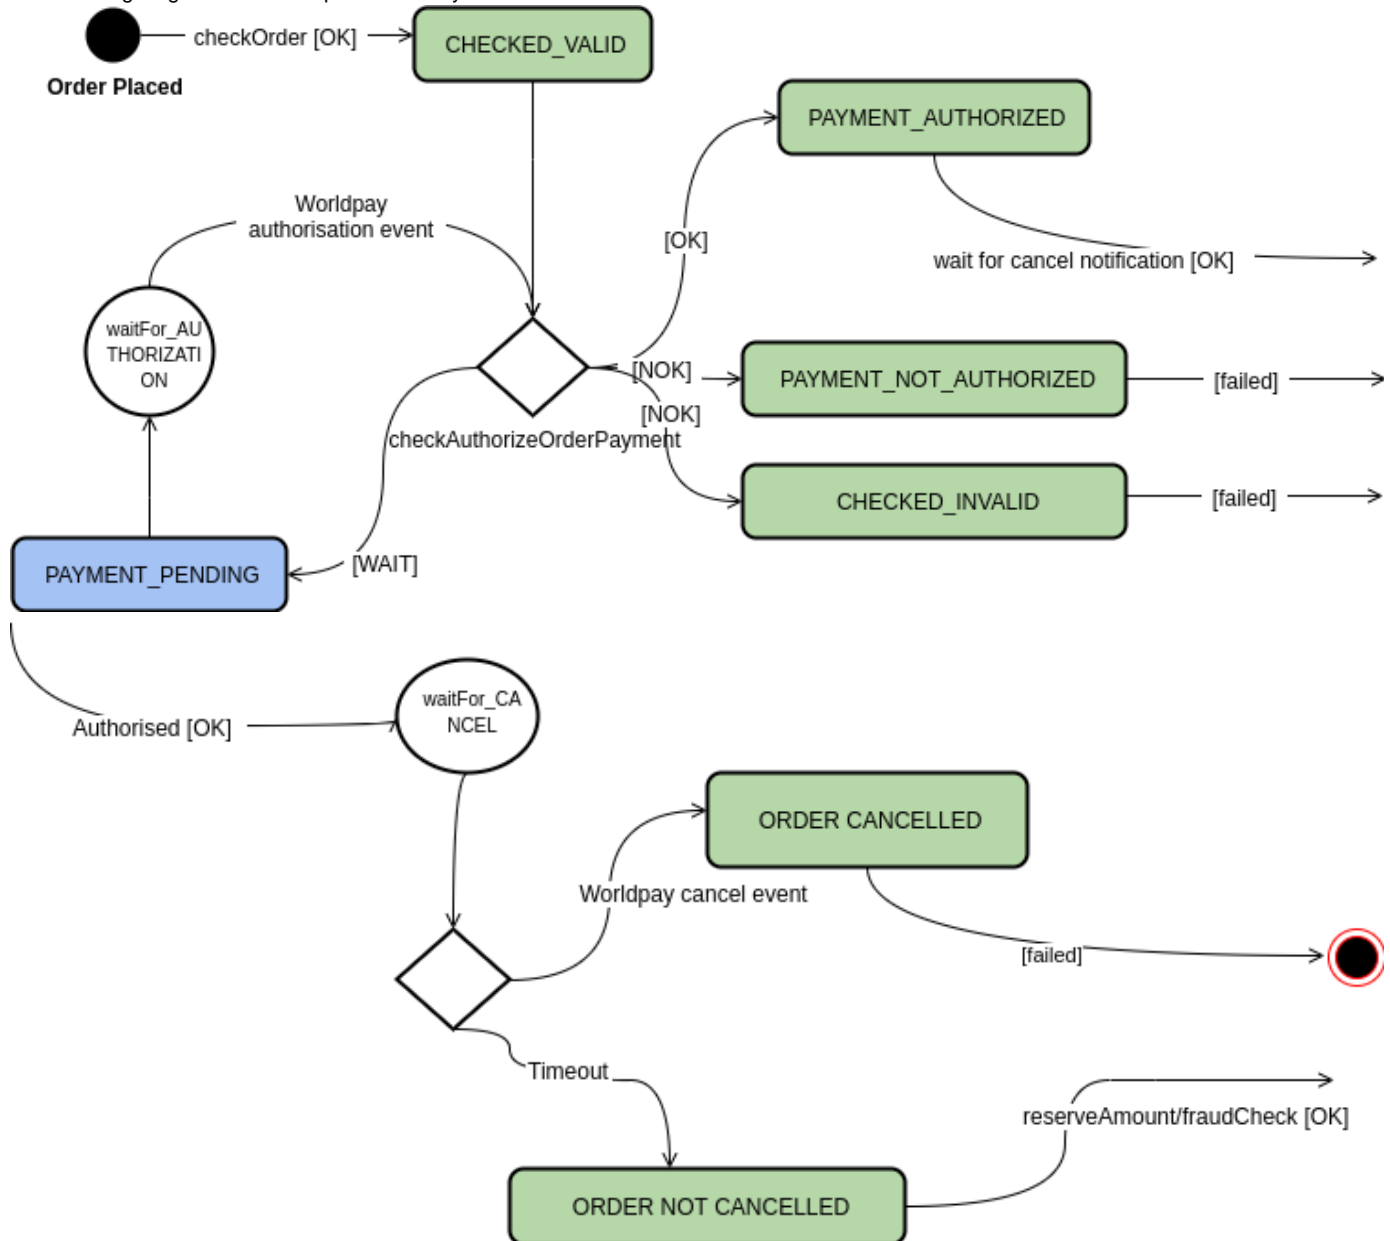 checkOrder [OK]
CHECKED_VALID
Order Placed
PAYMENT_AUTHORIZED
Worldpay
authorisation event
[OK]
wait for cancel notification [OK]
waitFor_AU
THORIZATI
ON
[NOK]
PAYMENT_NOT_AUTHORIZED
[failed]
[NOK]
checkAuthorizeOrderPayment
CHECKED_INVALID
[failed]
[WAIT]
PAYMENT_PENDING
waitFor_CA
NCEL
Authorised [OK]
ORDER CANCELLED
Worldpay cancel event
[failed]
Timeout
reserveAmount/fraudCheck [OK]
ORDER NOT CANCELLED